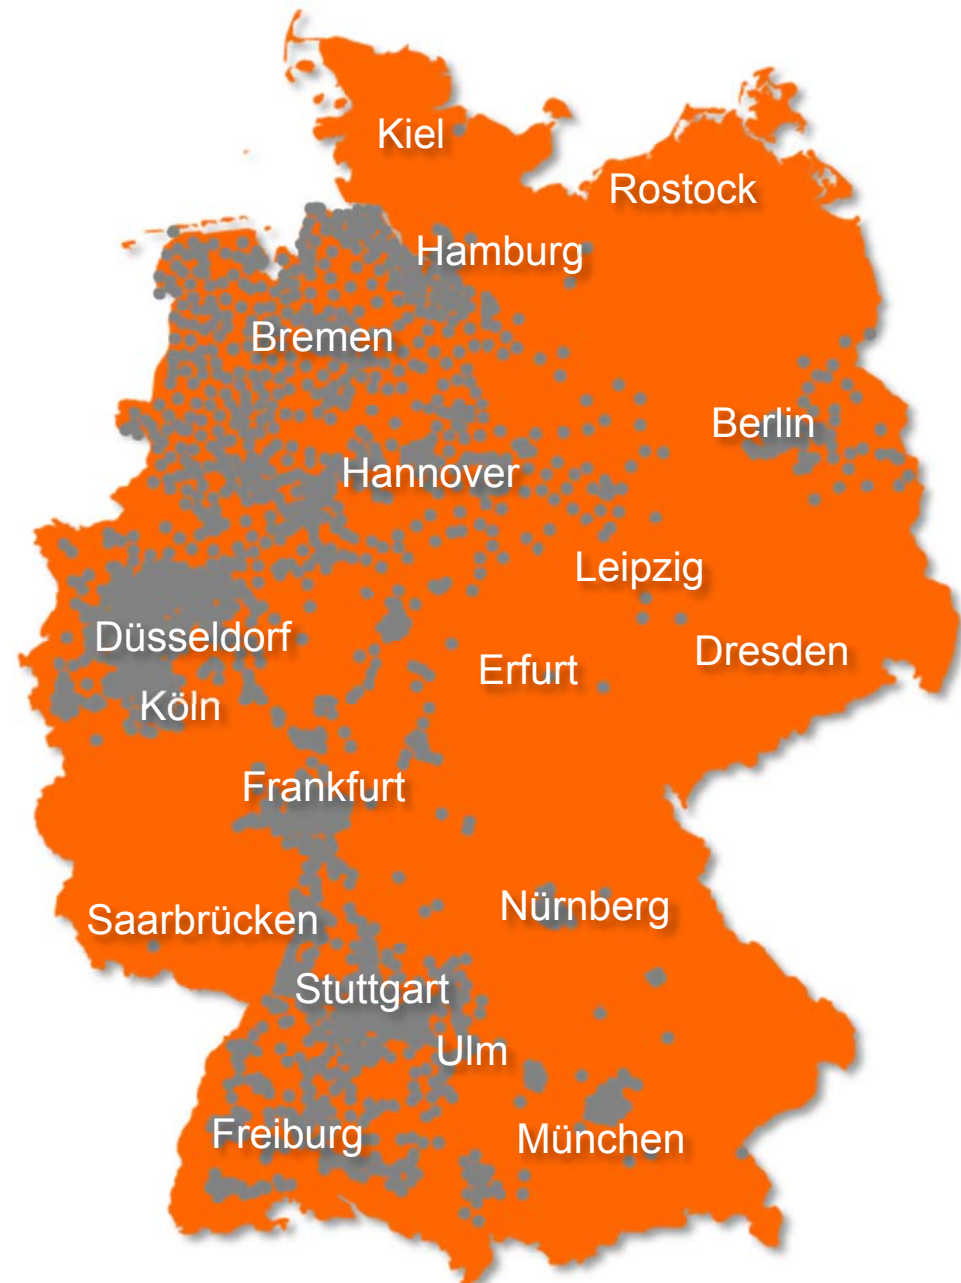 Kiel
Rostock
Hamburg
Bremen
Berlin
Hannover
Leipzig
Düsseldorf
Dresden
Erfurt
Köln
Frankfurt
Nürnberg
Saarbrücken
Stuttgart
Ulm
Freiburg
München